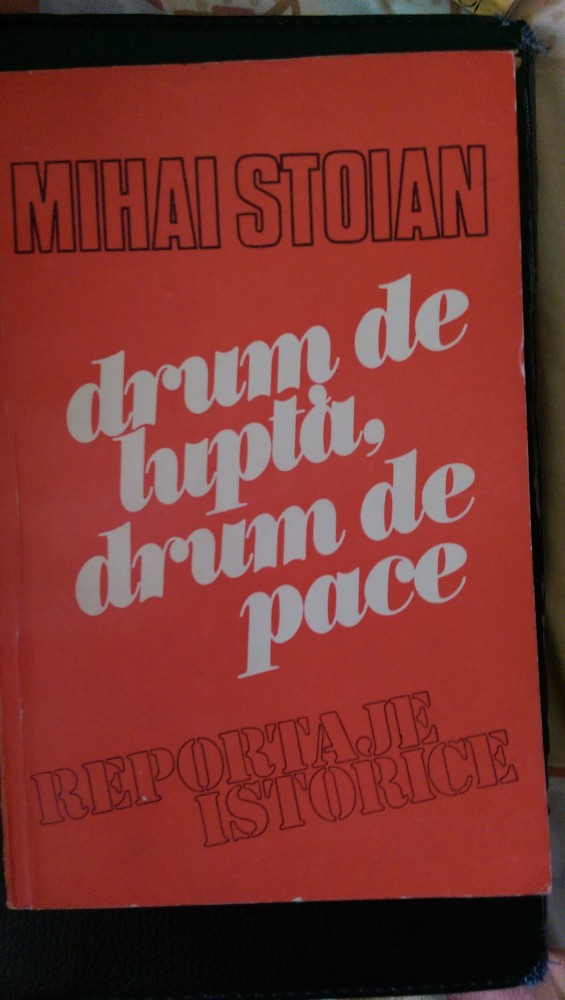 MIHAI STOIAN
drum de
luptă,
drum de
pace
REPORTAJE
ISTORICE